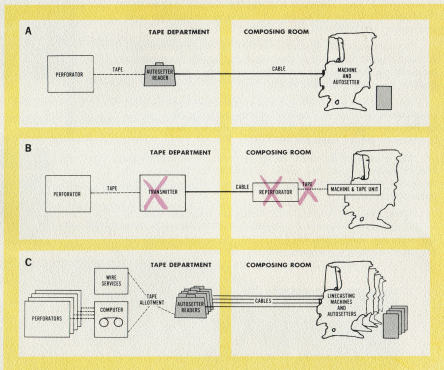 A
TAPE DEPARTMENT
COMPOSING ROOM
PERFORATOR
TAPE
AUTOSETTER
READER
CABLE
MACHINE
AND
AUTOSETTER
B
TAPE DEPARTMENT
COMPOSING ROOM
PERFORATOR
TAPE
TRANSMITTER
CABLE
REPERFORATOR
TAPE
MACHINE & TAPE UNIT
C
TAPE DEPARTMENT
COMPOSING ROOM
WIRE
SERVICES
PERFORATORS
COMPUTER
TAPE
ALLOTMENT
AUTOSETTER
READERS
CABLES
LINECASTING
MACHINES
AND
AUTOSETTERS